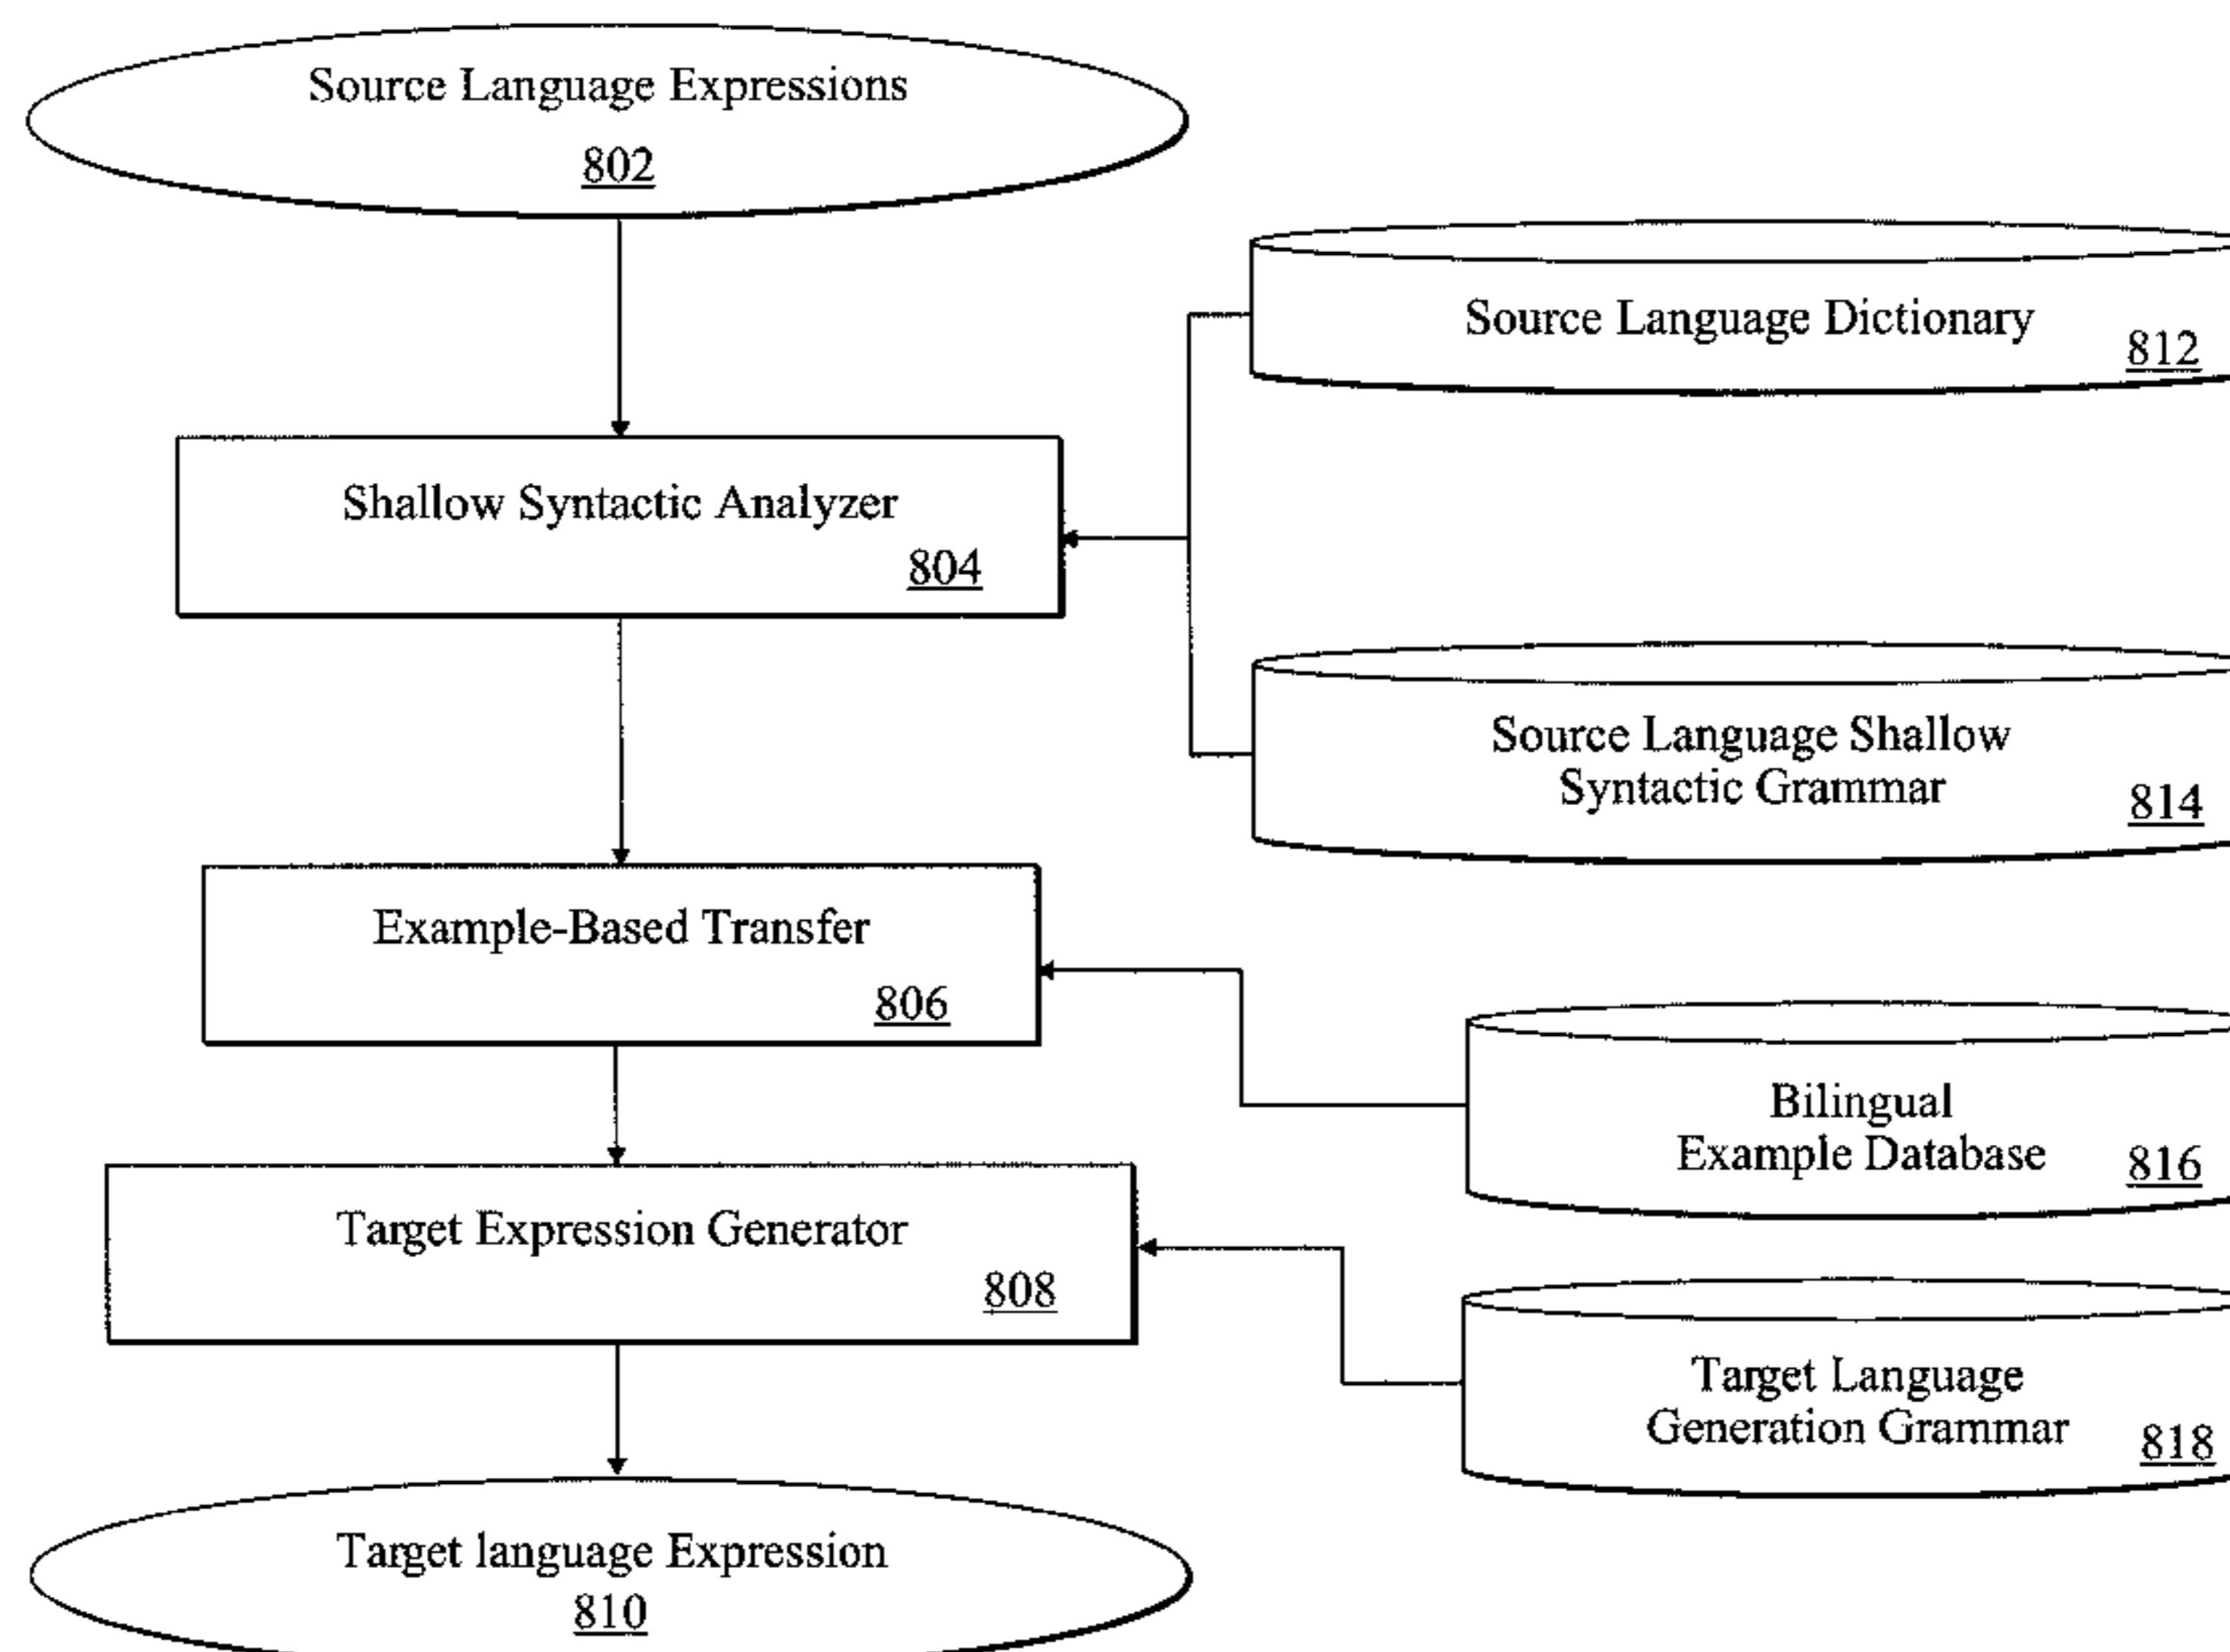 Source Language Expressions
802
Source Language Dictionary
812
Shallow Syntactic Analyzer
804
Source Language Shallow
Syntactic Grammar
814
Example-Based Transfer
806
Bilingual
Example Database
816
Target Expression Generator
808
Target Language
Generation Grammar
818
Target language Expression
810